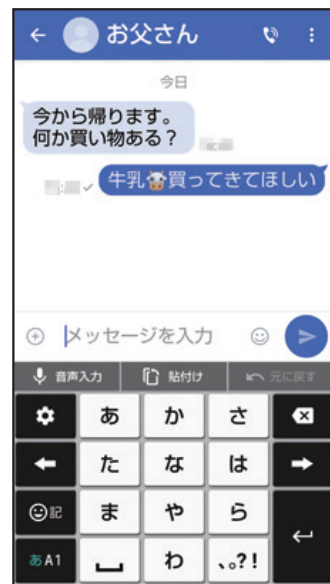 お父さん
今日
今から帰ります。
何か買い物ある？
牛乳🐮買ってきてほしい
メッセージを入力
音声入力 貼付け 元に戻す
あ か さ
た な は
記 ま や ら
あA1 わ 、。?!